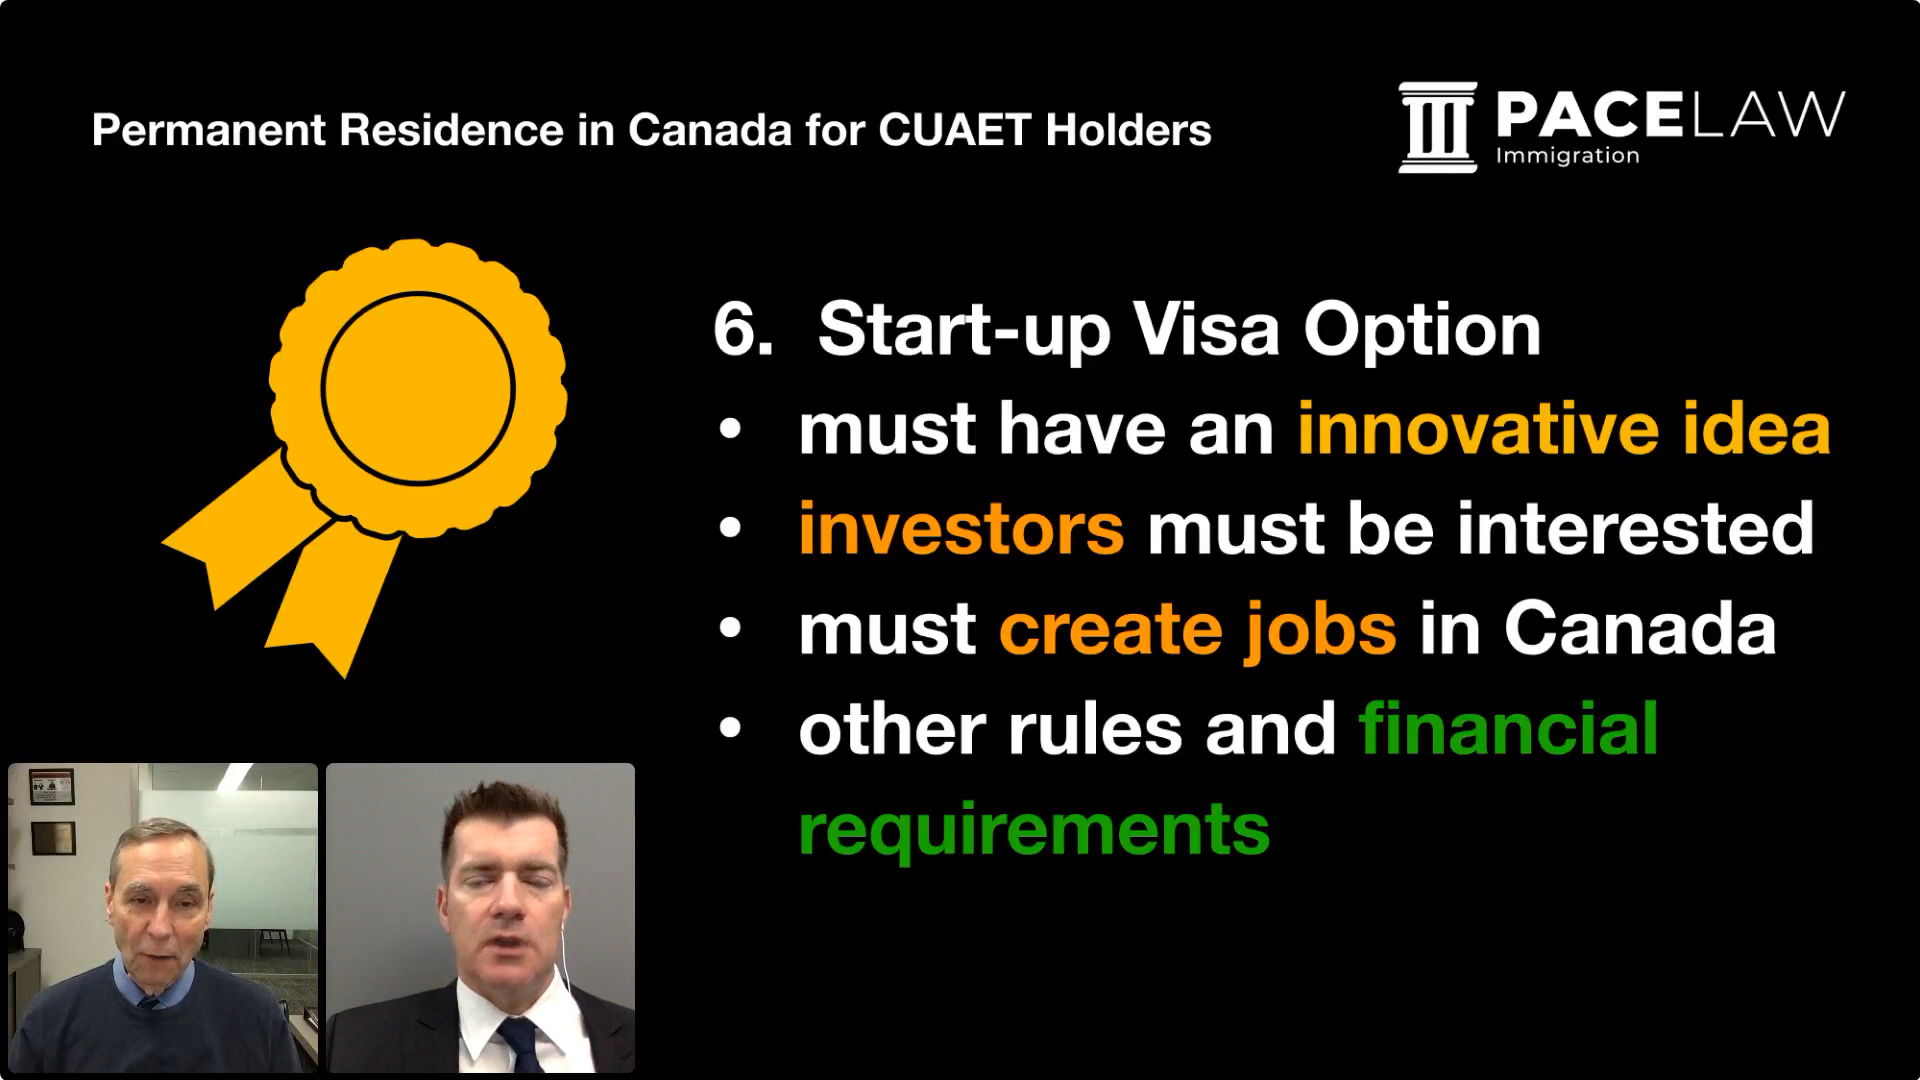 Permanent Residence in Canada for CUAET Holders
PACELAW
Immigration
6. Start-up Visa Option
• must have an innovative idea
• investors must be interested
• must create jobs in Canada
• other rules and financial
requirements